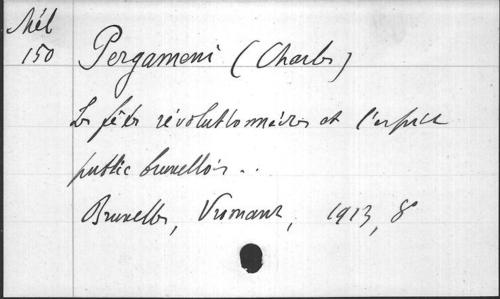 Mél
150
Pergameni (Charles)
Les fêtes révolutionnaires et l'esprit
public bruxellois..
Bruxelles, Vromant, 1913, 8°